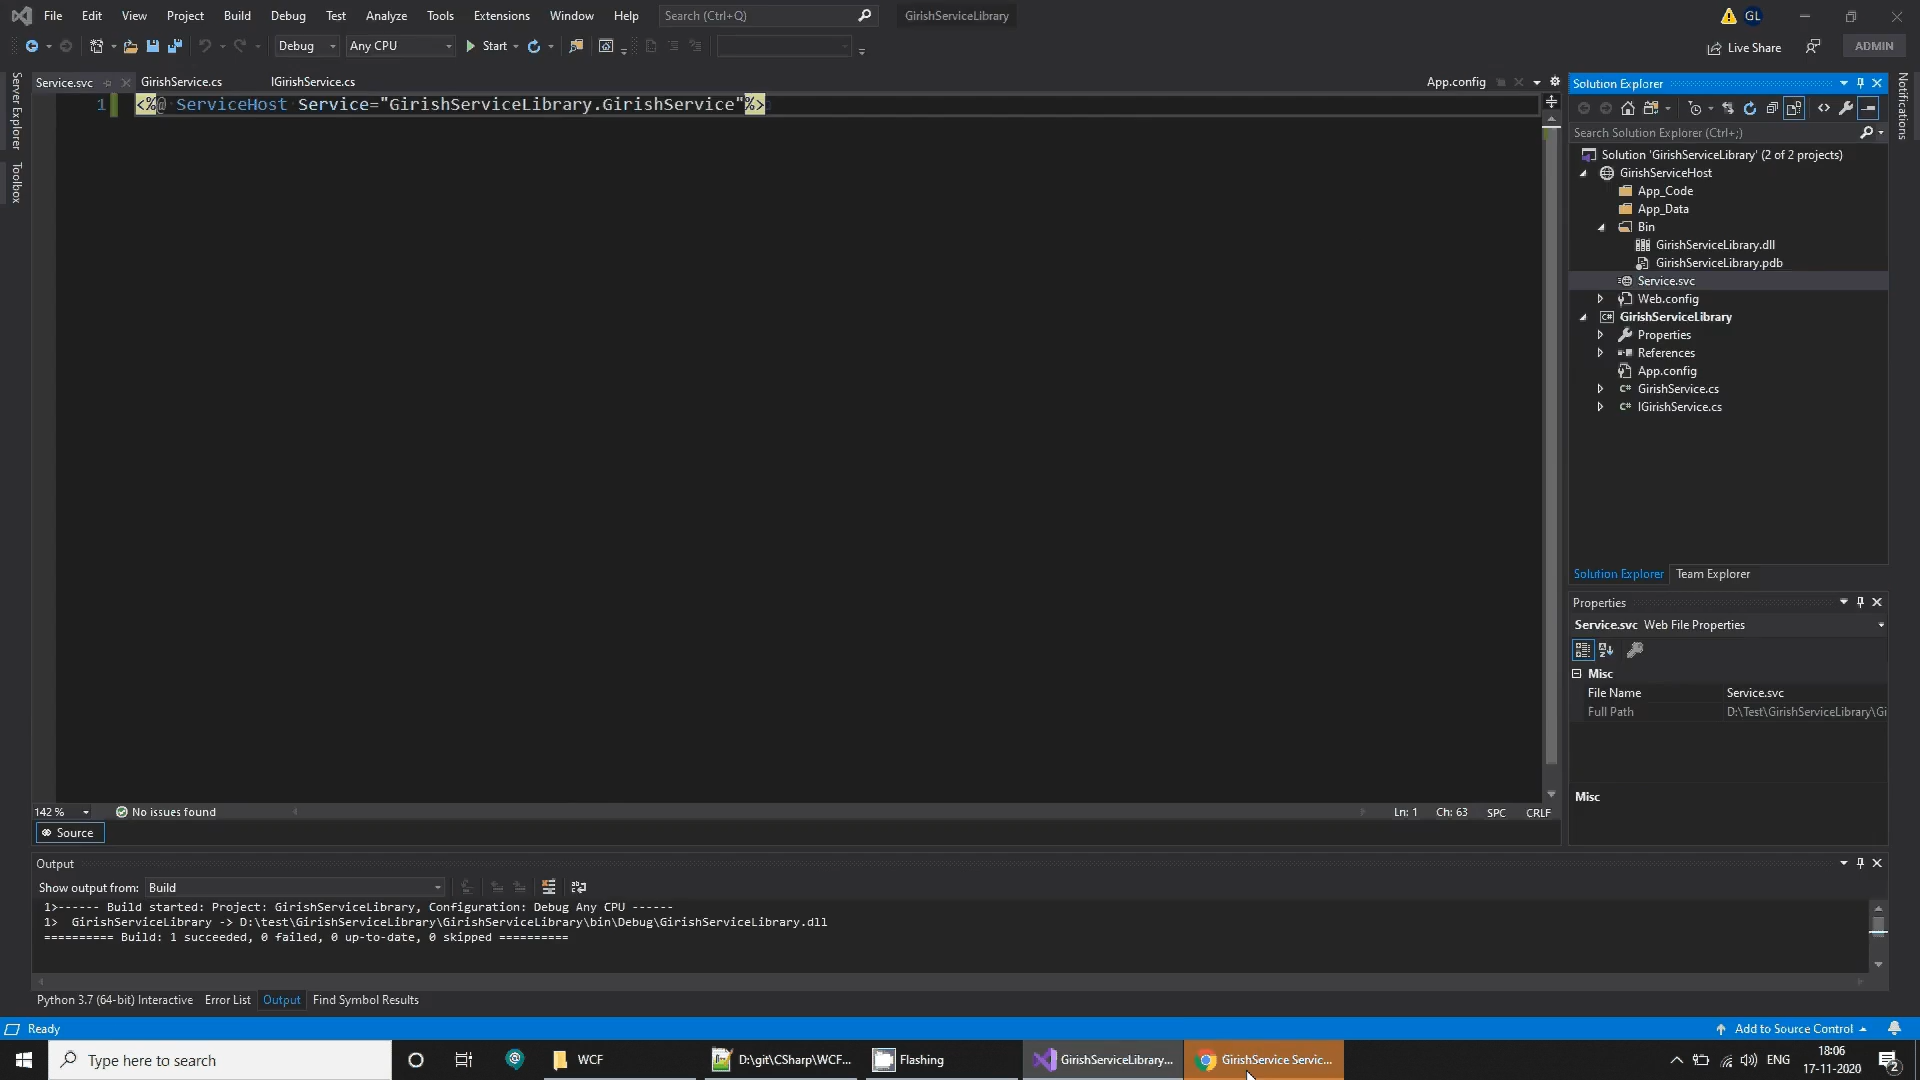 File Edit View Project Build Debug Test Analyze Tools Extensions Window Help Search (Ctrl+Q) GirishServiceLibrary GL
Debug Any CPU Start Live Share ADMIN
Service.svc GirishService.cs IGirishService.cs App.config
1 <%@ ServiceHost Service="GirishServiceLibrary.GirishService"%>
Server Explorer
Toolbox
Notifications
Solution Explorer
Search Solution Explorer (Ctrl+;)
Solution 'GirishServiceLibrary' (2 of 2 projects)
GirishServiceHost
App_Code
App_Data
Bin
GirishServiceLibrary.dll
GirishServiceLibrary.pdb
Service.svc
Web.config
GirishServiceLibrary
Properties
References
App.config
C# GirishService.cs
C# IGirishService.cs
Solution Explorer Team Explorer
Properties
Service.svc Web File Properties
Misc
File Name Service.svc
Full Path D:\Test\GirishServiceLibrary\Gi
Misc
142 % No issues found Ln: 1 Ch: 63 SPC CRLF
Source
Output
Show output from: Build
1>------ Build started: Project: GirishServiceLibrary, Configuration: Debug Any CPU ------
1>  GirishServiceLibrary -> D:\test\GirishServiceLibrary\GirishServiceLibrary\bin\Debug\GirishServiceLibrary.dll
========== Build: 1 succeeded, 0 failed, 0 up-to-date, 0 skipped ==========
Python 3.7 (64-bit) Interactive Error List Output Find Symbol Results
Ready Add to Source Control
Type here to search WCF D:\git\CSharp\WCF... Flashing GirishServiceLibrary... GirishService Servic... ENG 18:06
17-11-2020 2